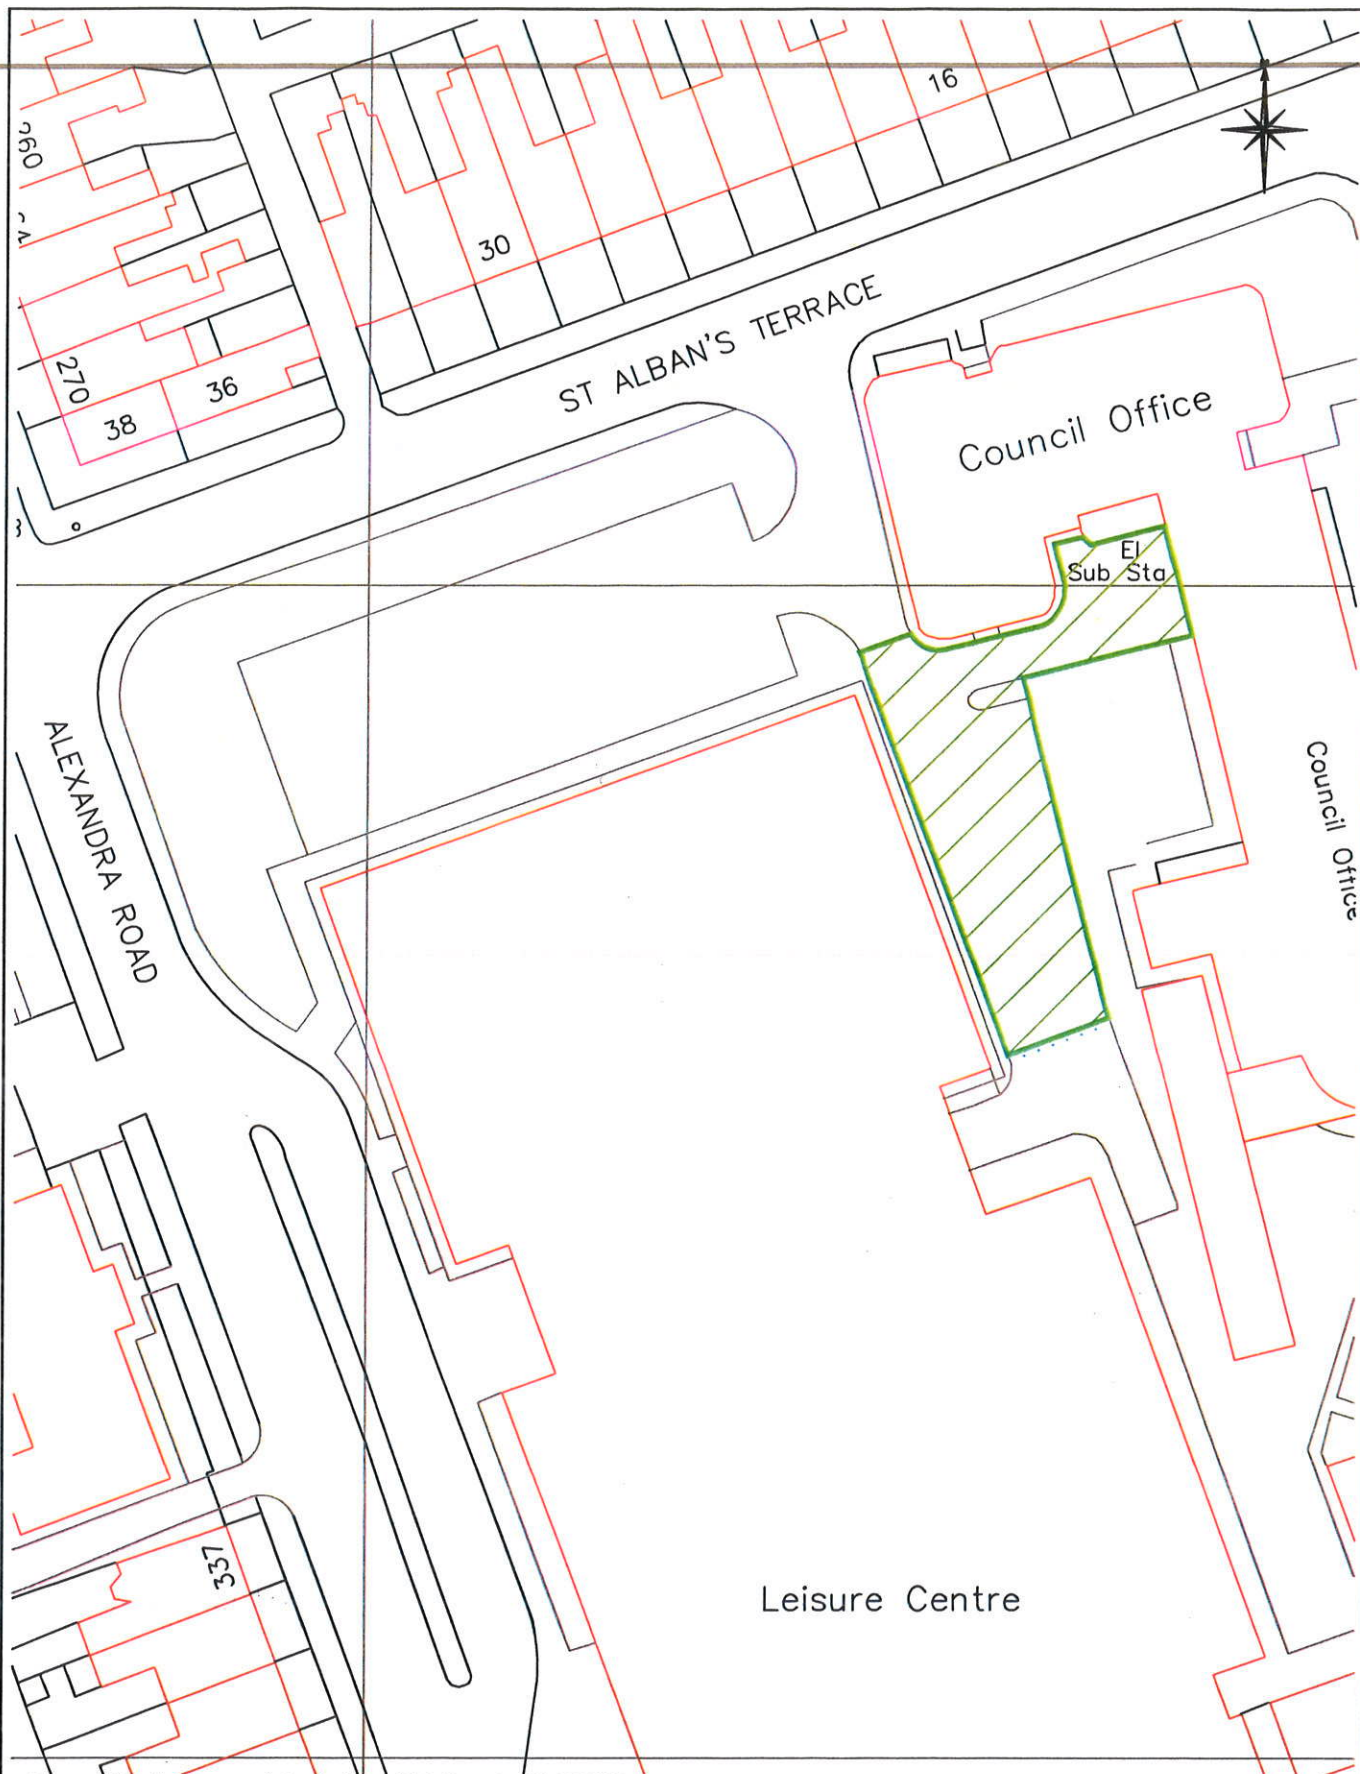 16
260
30
ST ALBAN'S TERRACE
270
36
38
Council Office
El
Sub Sta
ALEXANDRA ROAD
Council Office
337
Leisure Centre